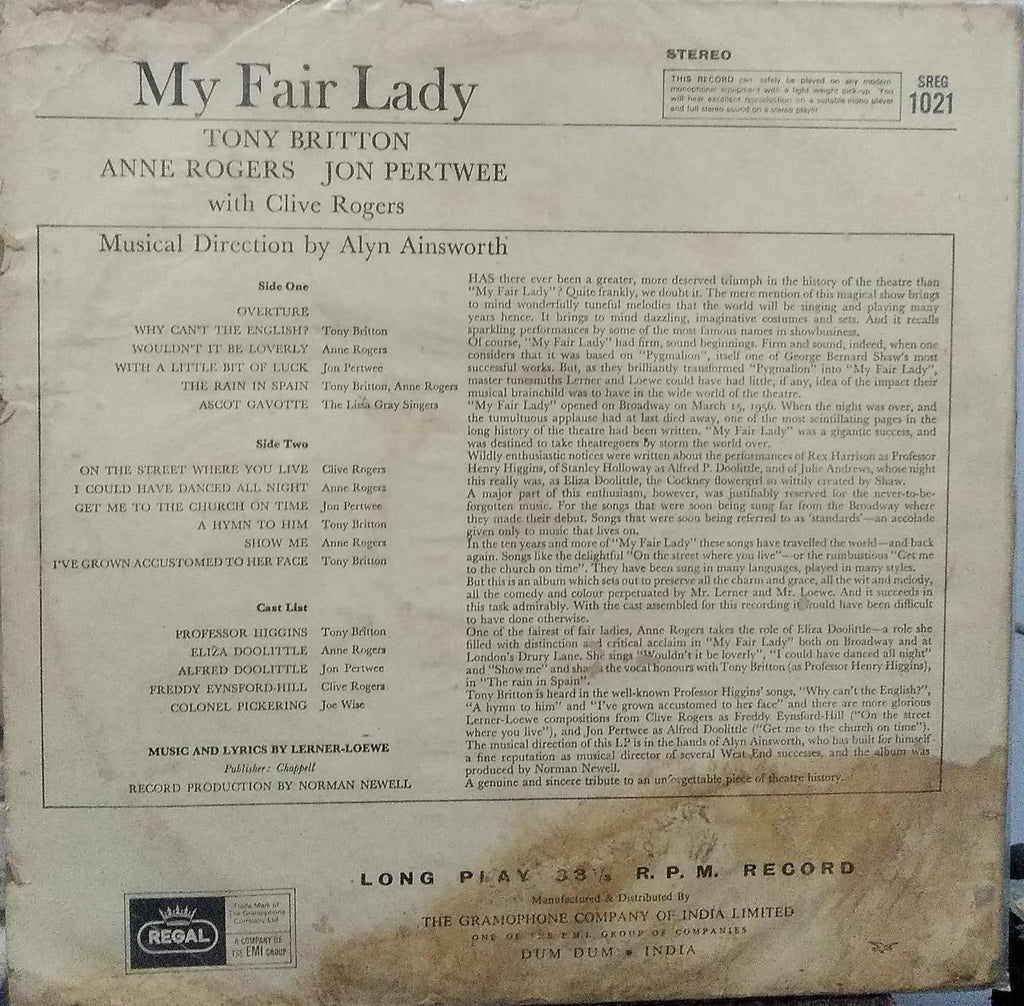 My Fair Lady
STEREO
THIS RECORD can safely be played on any modern
monophonic equipment with a light weight pick-up. You
will hear excellent reproduction on a suitable mono player
and full stereo sound on a stereo player.
SREG
1021
TONY BRITTON
ANNE ROGERS JON PERTWEE
with Clive Rogers
Musical Direction by Alyn Ainsworth
Side One
OVERTURE
WHY CAN'T THE ENGLISH? Tony Britton
WOULDN'T IT BE LOVERLY Anne Rogers
WITH A LITTLE BIT OF LUCK Jon Pertwee
THE RAIN IN SPAIN Tony Britton, Anne Rogers
ASCOT GAVOTTE The Lissa Gray Singers
Side Two
ON THE STREET WHERE YOU LIVE Clive Rogers
I COULD HAVE DANCED ALL NIGHT Anne Rogers
GET ME TO THE CHURCH ON TIME Jon Pertwee
A HYMN TO HIM Tony Britton
SHOW ME Anne Rogers
I'VE GROWN ACCUSTOMED TO HER FACE Tony Britton
Cast List
PROFESSOR HIGGINS Tony Britton
ELIZA DOOLITTLE Anne Rogers
ALFRED DOOLITTLE Jon Pertwee
FREDDY EYNSFORD-HILL Clive Rogers
COLONEL PICKERING Joe Wise
MUSIC AND LYRICS BY LERNER-LOEWE
Publisher: Chappell
RECORD PRODUCTION BY NORMAN NEWELL
HAS there ever been a greater, more deserved triumph in the history of the theatre than
"My Fair Lady"? Quite frankly, we doubt it. The mere mention of this magical show brings
to mind wonderfully tuneful melodies that the world will be singing and playing many
years hence. It brings to mind dazzling, imaginative costumes and sets. And it recalls
sparkling performances by some of the most famous names in showbusiness.
Of course, "My Fair Lady" had firm, sound beginnings. Firm and sound, indeed, when one
considers that it was based on "Pygmalion", itself one of George Bernard Shaw's most
successful works. But, as they brilliantly transformed "Pygmalion" into "My Fair Lady",
master tunesmiths Lerner and Loewe could have had little, if any, idea of the impact their
musical brainchild was to have in the wide world of the theatre.
"My Fair Lady" opened on Broadway on March 15, 1956. When the night was over, and
the tumultuous applause had at last died away, one of the most scintillating pages in the
long history of the theatre had been written. "My Fair Lady" was a gigantic success, and
was destined to take theatregoers by storm the world over.
Wildly enthusiastic notices were written about the performances of Rex Harrison as Professor
Henry Higgins, of Stanley Holloway as Alfred P. Doolittle, and of Julie Andrews, whose night
this really was, as Eliza Doolittle, the Cockney flowergirl so wittily created by Shaw.
A major part of this enthusiasm, however, was justifiably reserved for the never-to-be-
forgotten music. For the songs that were soon being sung far from the Broadway where
they made their debut. Songs that were soon being referred to as 'standards'—an accolade
given only to music that lives on.
In the ten years and more of "My Fair Lady" these songs have travelled the world—and back
again. Songs like the delightful "On the street where you live"—or the rumbustious "Get me
to the church on time". They have been sung in many languages, played in many styles.
But this is an album which sets out to preserve all the charm and grace, all the wit and melody,
all the comedy and colour perpetuated by Mr. Lerner and Mr. Loewe. And it succeeds in
this task admirably. With the cast assembled for this recording it would have been difficult
to have done otherwise.
One of the fairest of fair ladies, Anne Rogers takes the role of Eliza Doolittle—a role she
filled with distinction and critical acclaim in "My Fair Lady" both on Broadway and at
London's Drury Lane. She sings "Wouldn't it be loverly", "I could have danced all night"
and "Show me" and shares the vocal honours with Tony Britton (as Professor Henry Higgins),
in "The rain in Spain".
Tony Britton is heard in the well-known Professor Higgins' songs, "Why can't the English?",
"A hymn to him" and "I've grown accustomed to her face" and there are more glorious
Lerner-Loewe compositions from Clive Rogers as Freddy Eynsford-Hill ("On the street
where you live"), and Jon Pertwee as Alfred Doolittle ("Get me to the church on time").
The musical direction of this LP is in the hands of Alyn Ainsworth, who has built for himself
a fine reputation as musical director of several West End successes, and the album was
produced by Norman Newell.
A genuine and sincere tribute to an unforgettable piece of theatre history.
LONG PLAY 33⅓ R. P. M. RECORD
Manufactured & Distributed By
THE GRAMOPHONE COMPANY OF INDIA LIMITED
ONE OF THE E.M.I. GROUP OF COMPANIES
DUM DUM • INDIA
REGAL
Trade Mark of
The Gramophone
Company Ltd
A COMPANY OF
THE EMI GROUP